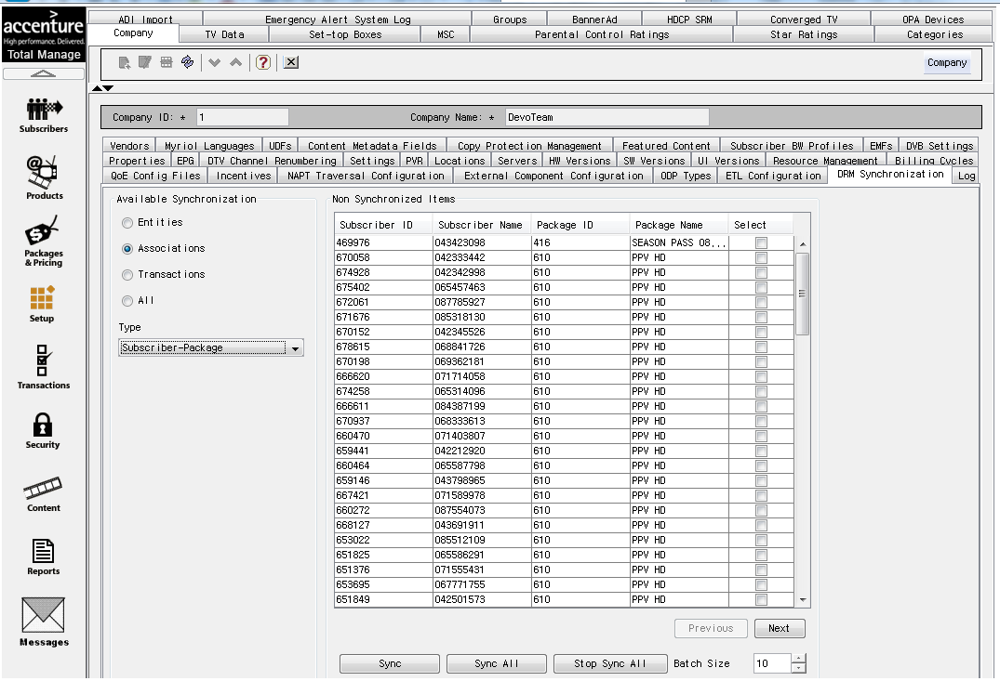 accenture
High performance. Delivered.
Total Manage
Subscribers
Products
Packages
& Pricing
Setup
Transactions
Security
Content
Reports
Messages
ADI Import Emergency Alert System Log Groups BannerAd HDCP SRM Converged TV OPA Devices
Company TV Data Set-top Boxes MSC Parental Control Ratings Star Ratings Categories
Company
Company ID: * 1 Company Name: * DevoTeam
Vendors Myriol Languages UDFs Content Metadata Fields Copy Protection Management Featured Content Subscriber BW Profiles EMFs DVB Settings
Properties EPG DTV Channel Renumbering Settings PVR Locations Servers HW Versions SW Versions UI Versions Resource Management Billing Cycles
QoE Config Files Incentives NAPT Traversal Configuration External Component Configuration ODP Types ETL Configuration DRM Synchronization Log
Available Synchronization
Entities
Associations
Transactions
All
Type
Subscriber-Package
Non Synchronized Items
Subscriber ID Subscriber Name Package ID Package Name Select
469976 043423098 416 SEASON PASS 08...
670058 042333442 610 PPV HD
674928 042342998 610 PPV HD
675402 065457463 610 PPV HD
672061 087785927 610 PPV HD
671676 085318130 610 PPV HD
670152 042345526 610 PPV HD
678615 068841726 610 PPV HD
670198 069362181 610 PPV HD
666620 071714058 610 PPV HD
674258 065314096 610 PPV HD
666611 084387199 610 PPV HD
670937 068333613 610 PPV HD
660470 071403807 610 PPV HD
659441 042212920 610 PPV HD
660464 065587798 610 PPV HD
659146 043798965 610 PPV HD
667421 071589978 610 PPV HD
660272 087554073 610 PPV HD
668127 043691911 610 PPV HD
653022 085512109 610 PPV HD
651825 065586291 610 PPV HD
651376 071555431 610 PPV HD
653695 067771755 610 PPV HD
651849 042501573 610 PPV HD
Previous Next
Sync Sync All Stop Sync All Batch Size 10